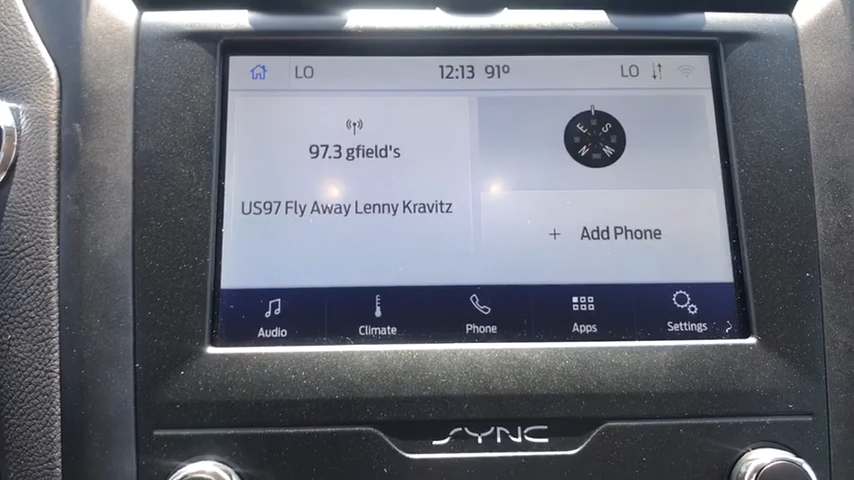 LO 12:13 91° LO
97.3 gfield's
US97 Fly Away Lenny Kravitz
E S
N W
+ Add Phone
Audio Climate Phone Apps Settings
SYNC